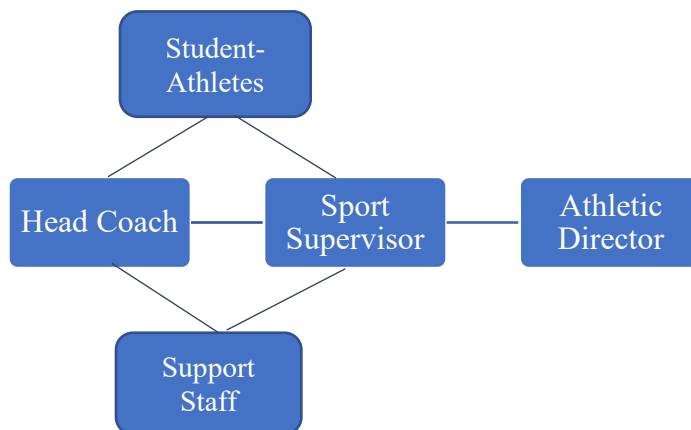 Student-
Athletes
Head Coach
Sport
Supervisor
Athletic
Director
Support
Staff